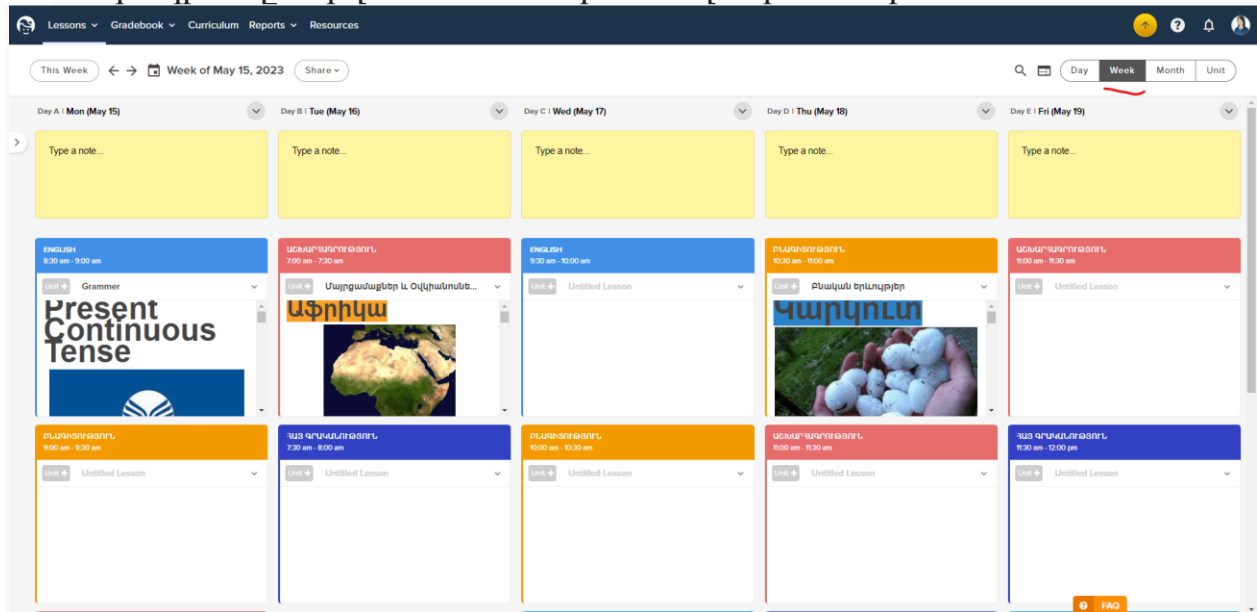 Lessons Gradebook Curriculum Reports Resources
This Week Week of May 15, 2023 Share Day Week Month Unit
Day A | Mon (May 15) Day B | Tue (May 16) Day C | Wed (May 17) Day D | Thu (May 18) Day E | Fri (May 19)
Type a note... Type a note... Type a note... Type a note... Type a note...
ENGLISH ԱՇԽԱՐՀԱԳՐՈՒԹՅՈՒՆ ENGLISH ԲՆԱԳԻՏՈՒԹՅՈՒՆ ԱՇԽԱՐՀԱԳՐՈՒԹՅՈՒՆ
8:30 am - 9:00 am 7:00 am - 7:30 am 9:30 am - 10:00 am 10:30 am - 11:00 am 11:00 am - 11:30 am
Unit + Grammer Unit + Մայրցամաքներ և Օվկիանոսնե... Unit + Untitled Lesson Unit + Բնական երևույթներ Unit + Untitled Lesson
Present Continuous Tense
Աֆրիկա
Կարկուտ
ԲՆԱԳԻՏՈՒԹՅՈՒՆ ՀԱՅ ԳՐԱԿԱՆՈՒԹՅՈՒՆ ԲՆԱԳԻՏՈՒԹՅՈՒՆ ԱՇԽԱՐՀԱԳՐՈՒԹՅՈՒՆ ՀԱՅ ԳՐԱԿԱՆՈՒԹՅՈՒՆ
9:00 am - 9:30 am 7:30 am - 8:00 am 10:00 am - 10:30 am 11:00 am - 11:30 am 11:30 am - 12:00 pm
Unit + Untitled Lesson Unit + Untitled Lesson Unit + Untitled Lesson Unit + Untitled Lesson Unit + Untitled Lesson
FAQ